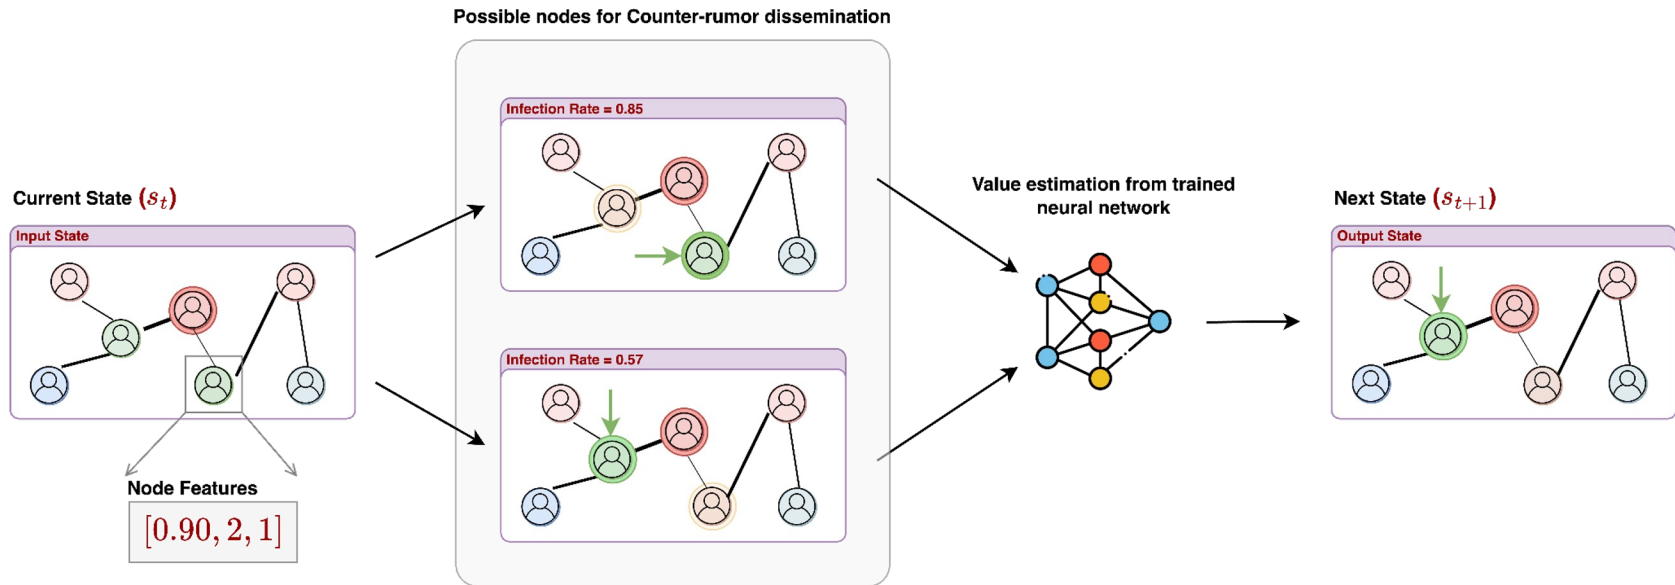 Possible nodes for Counter-rumor dissemination
Infection Rate = 0.85
Current State (s_t)
Input State
Node Features
[0.90, 2, 1]
Infection Rate = 0.57
Value estimation from trained
neural network
Next State (s_{t+1})
Output State